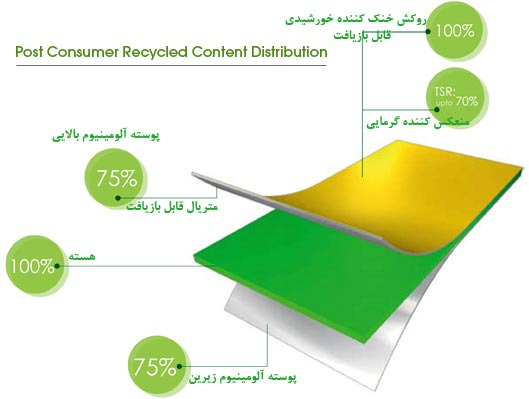 Post Consumer Recycled Content Distribution
روکش خنک کننده خورشیدی
قابل بازیافت
100%
TSR:
upto 70%
منعکس کننده گرمایی
پوسته آلومینیوم بالایی
75%
متریال قابل بازیافت
100%
هسته
75%
پوسته آلومینیوم زیرین